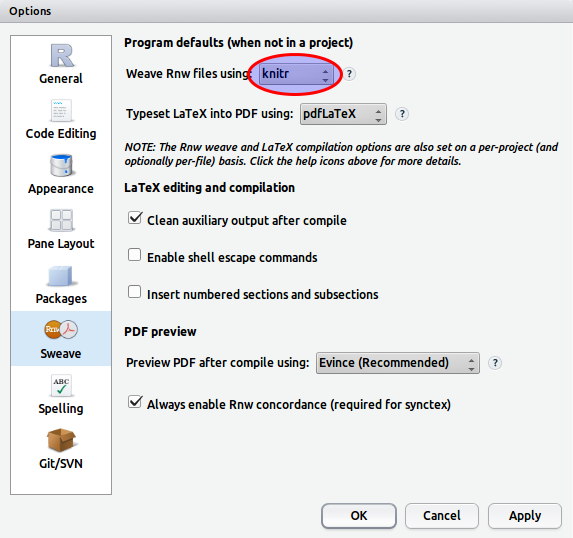 Options
General
Code Editing
Appearance
Pane Layout
Packages
Rnw
Sweave
ABC
Spelling
Git/SVN
Program defaults (when not in a project)
Weave Rnw files using: knitr ?
Typeset LaTeX into PDF using: pdfLaTeX ?
NOTE: The Rnw weave and LaTeX compilation options are also set on a per-project (and
optionally per-file) basis. Click the help icons above for more details.
LaTeX editing and compilation
Clean auxiliary output after compile
Enable shell escape commands
Insert numbered sections and subsections
PDF preview
Preview PDF after compile using: Evince (Recommended) ?
Always enable Rnw concordance (required for synctex)
OK Cancel Apply